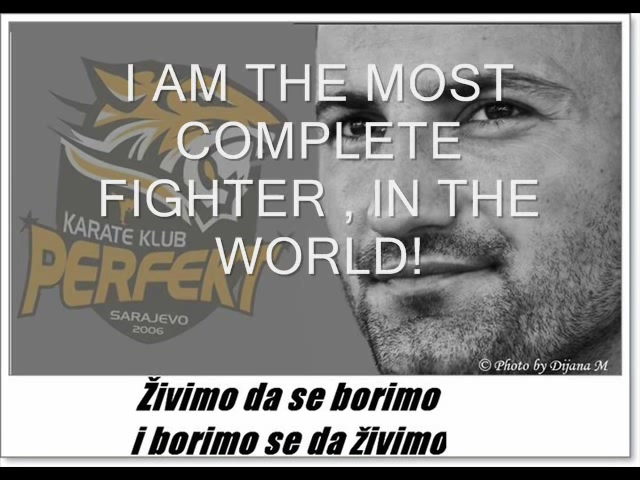 I AM THE MOST
COMPLETE
FIGHTER , IN THE
WORLD!
KARATE KLUB
PERFEKT
SARAJEVO
2006
© Photo by Dijana M
Živimo da se borimo
i borimo se da živimo